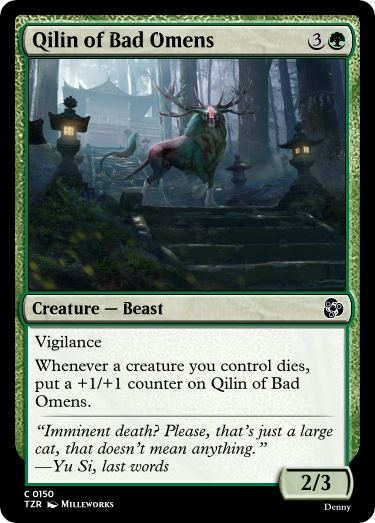 Qilin of Bad Omens 3
Creature — Beast
Vigilance
Whenever a creature you control dies,
put a +1/+1 counter on Qilin of Bad
Omens.
“Imminent death? Please, that’s just a large
cat, that doesn’t mean anything.”
—Yu Si, last words
2/3
C 0150
TZR Milleworks
Denny